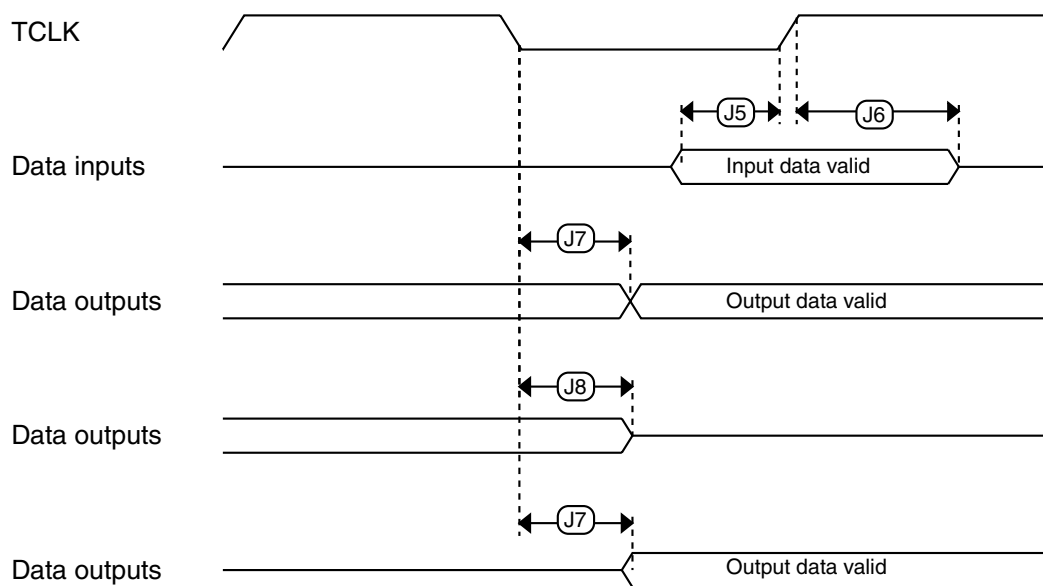 TCLK
J5
J6
Data inputs
Input data valid
J7
Data outputs
Output data valid
J8
Data outputs
J7
Data outputs
Output data valid